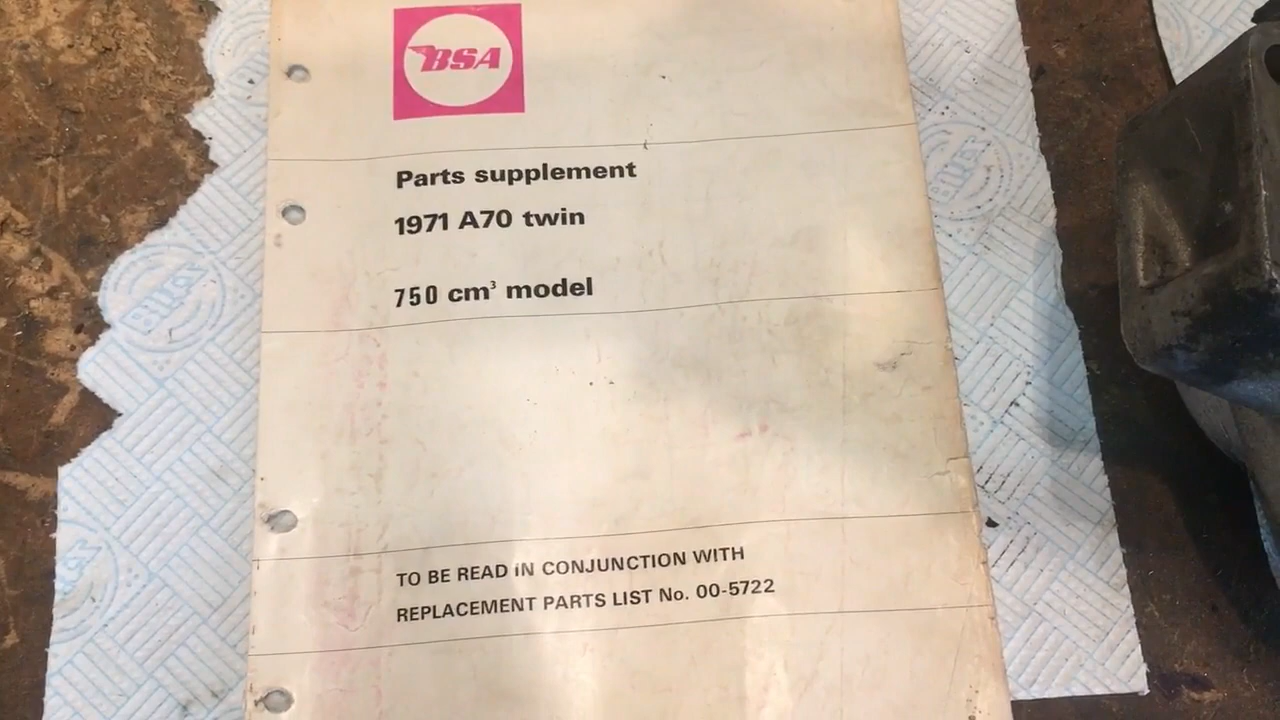 BSA
Parts supplement
1971 A70 twin
750 cm³ model
TO BE READ IN CONJUNCTION WITH
REPLACEMENT PARTS LIST No. 00-5722